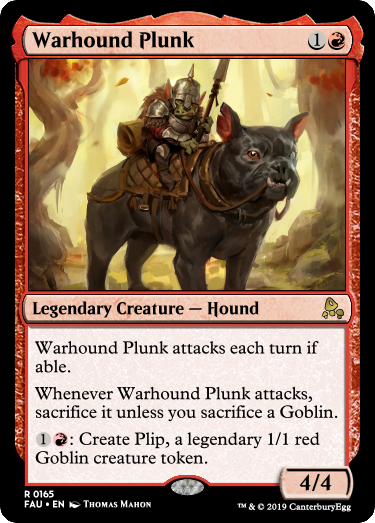 Warhound Plunk 1
Legendary Creature — Hound
Warhound Plunk attacks each turn if
able.
Whenever Warhound Plunk attacks,
sacrifice it unless you sacrifice a Goblin.
1 : Create Plip, a legendary 1/1 red
Goblin creature token.
4/4
R 0165
FAU • EN Thomas Mahon
™ & © 2019 CanterburyEgg